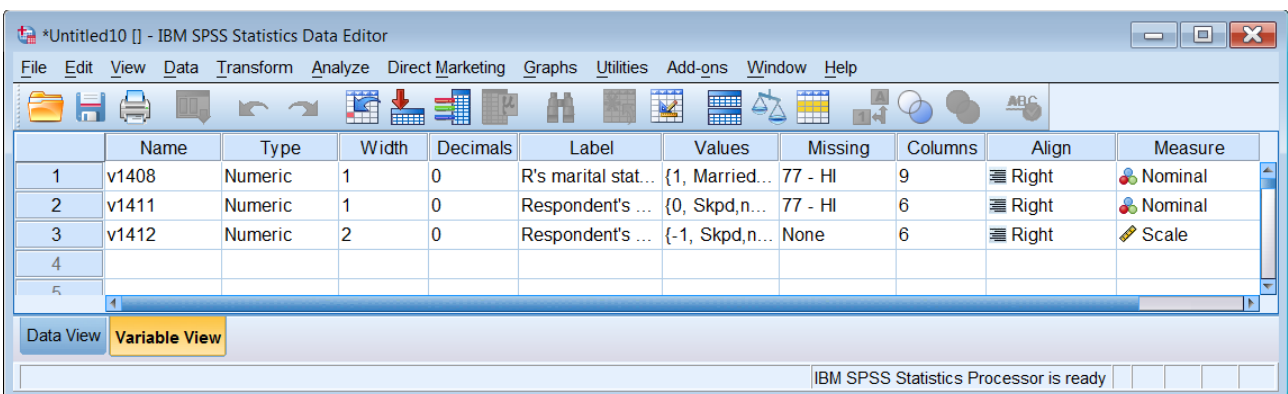 *Untitled10 [] - IBM SPSS Statistics Data Editor
File Edit View Data Transform Analyze Direct Marketing Graphs Utilities Add-ons Window Help
Name Type Width Decimals Label Values Missing Columns Align Measure
1 v1408 Numeric 1 0 R's marital stat... {1, Married... 77 - HI 9 Right Nominal
2 v1411 Numeric 1 0 Respondent's ... {0, Skpd,n... 77 - HI 6 Right Nominal
3 v1412 Numeric 2 0 Respondent's ... {-1, Skpd,n... None 6 Right Scale
4
5
Data View Variable View
IBM SPSS Statistics Processor is ready